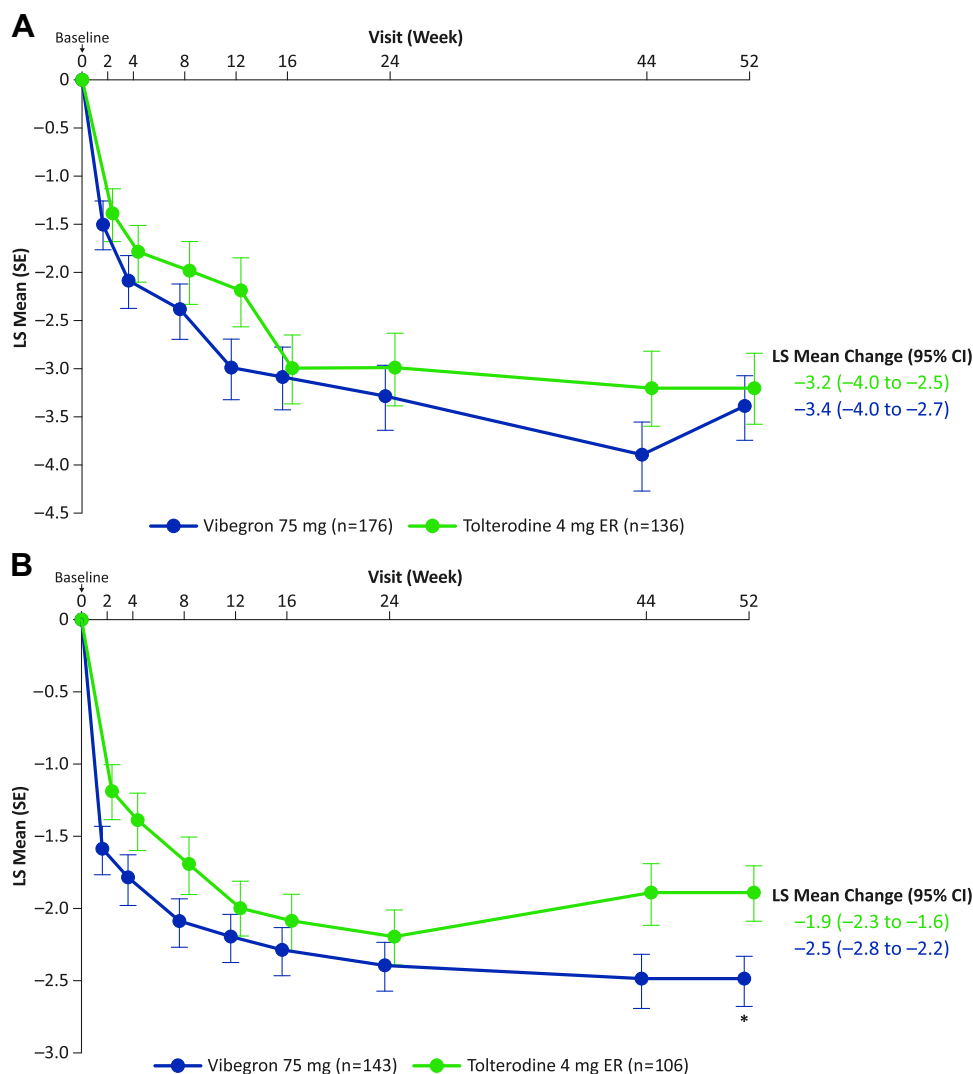 A
Baseline
Visit (Week)
0 2 4 8 12 16 24 44 52
0
−0.5
−1.0
−1.5
−2.0
−2.5
−3.0
−3.5
−4.0
−4.5
LS Mean (SE)
LS Mean Change (95% CI)
−3.2 (−4.0 to −2.5)
−3.4 (−4.0 to −2.7)
Vibegron 75 mg (n=176) Tolterodine 4 mg ER (n=136)
B
Baseline
Visit (Week)
0 2 4 8 12 16 24 44 52
0
−0.5
−1.0
−1.5
−2.0
−2.5
−3.0
LS Mean (SE)
LS Mean Change (95% CI)
−1.9 (−2.3 to −1.6)
−2.5 (−2.8 to −2.2)
*
Vibegron 75 mg (n=143) Tolterodine 4 mg ER (n=106)